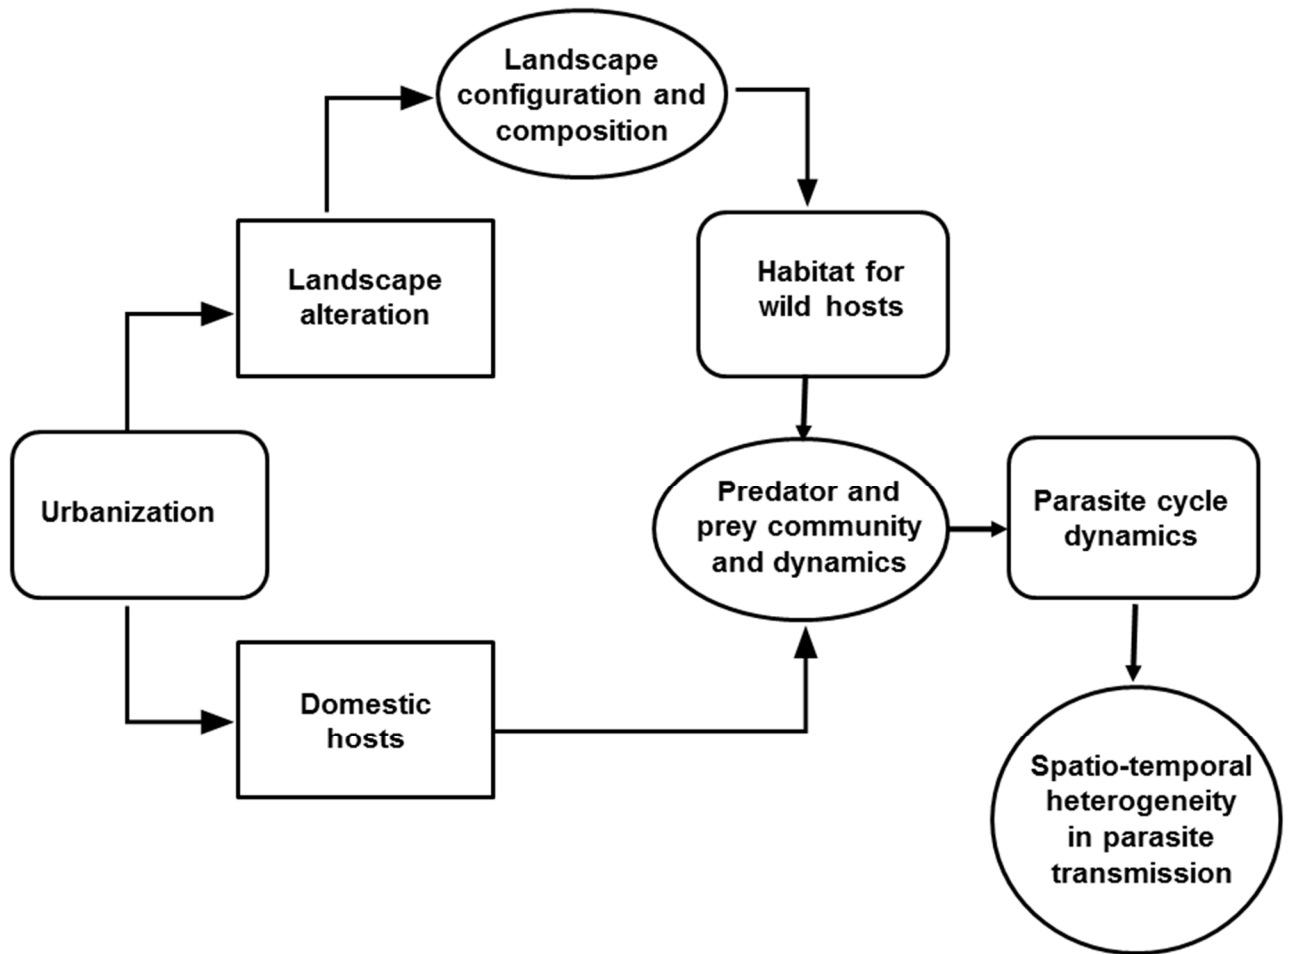 Landscape
configuration and
composition
Landscape
alteration
Habitat for
wild hosts
Urbanization
Predator and
prey community
and dynamics
Parasite cycle
dynamics
Domestic
hosts
Spatio-temporal
heterogeneity
in parasite
transmission